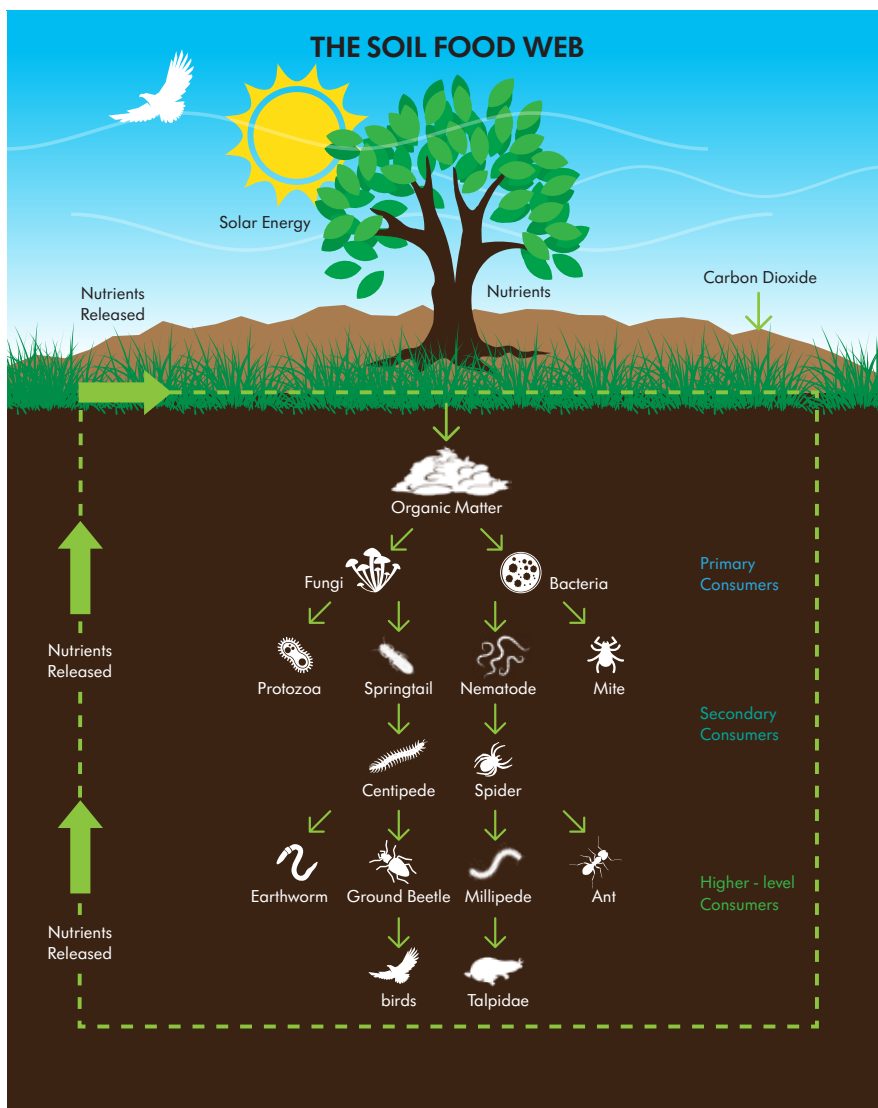 THE SOIL FOOD WEB
Solar Energy
Nutrients
Released
Nutrients
Carbon Dioxide
Organic Matter
Fungi
Bacteria
Primary
Consumers
Nutrients
Released
Protozoa
Springtail
Nematode
Mite
Secondary
Consumers
Centipede
Spider
Earthworm
Ground Beetle
Millipede
Ant
Higher - level
Consumers
Nutrients
Released
birds
Talpidae